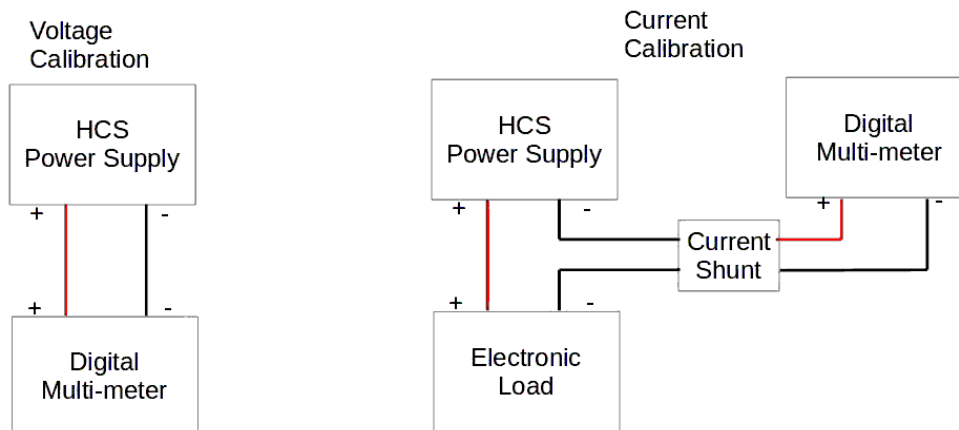 Voltage
Calibration
HCS
Power Supply
+ -
+ -
Digital
Multi-meter
Current
Calibration
HCS
Power Supply
+ -
Digital
Multi-meter
+ -
Current
Shunt
+ -
Electronic
Load